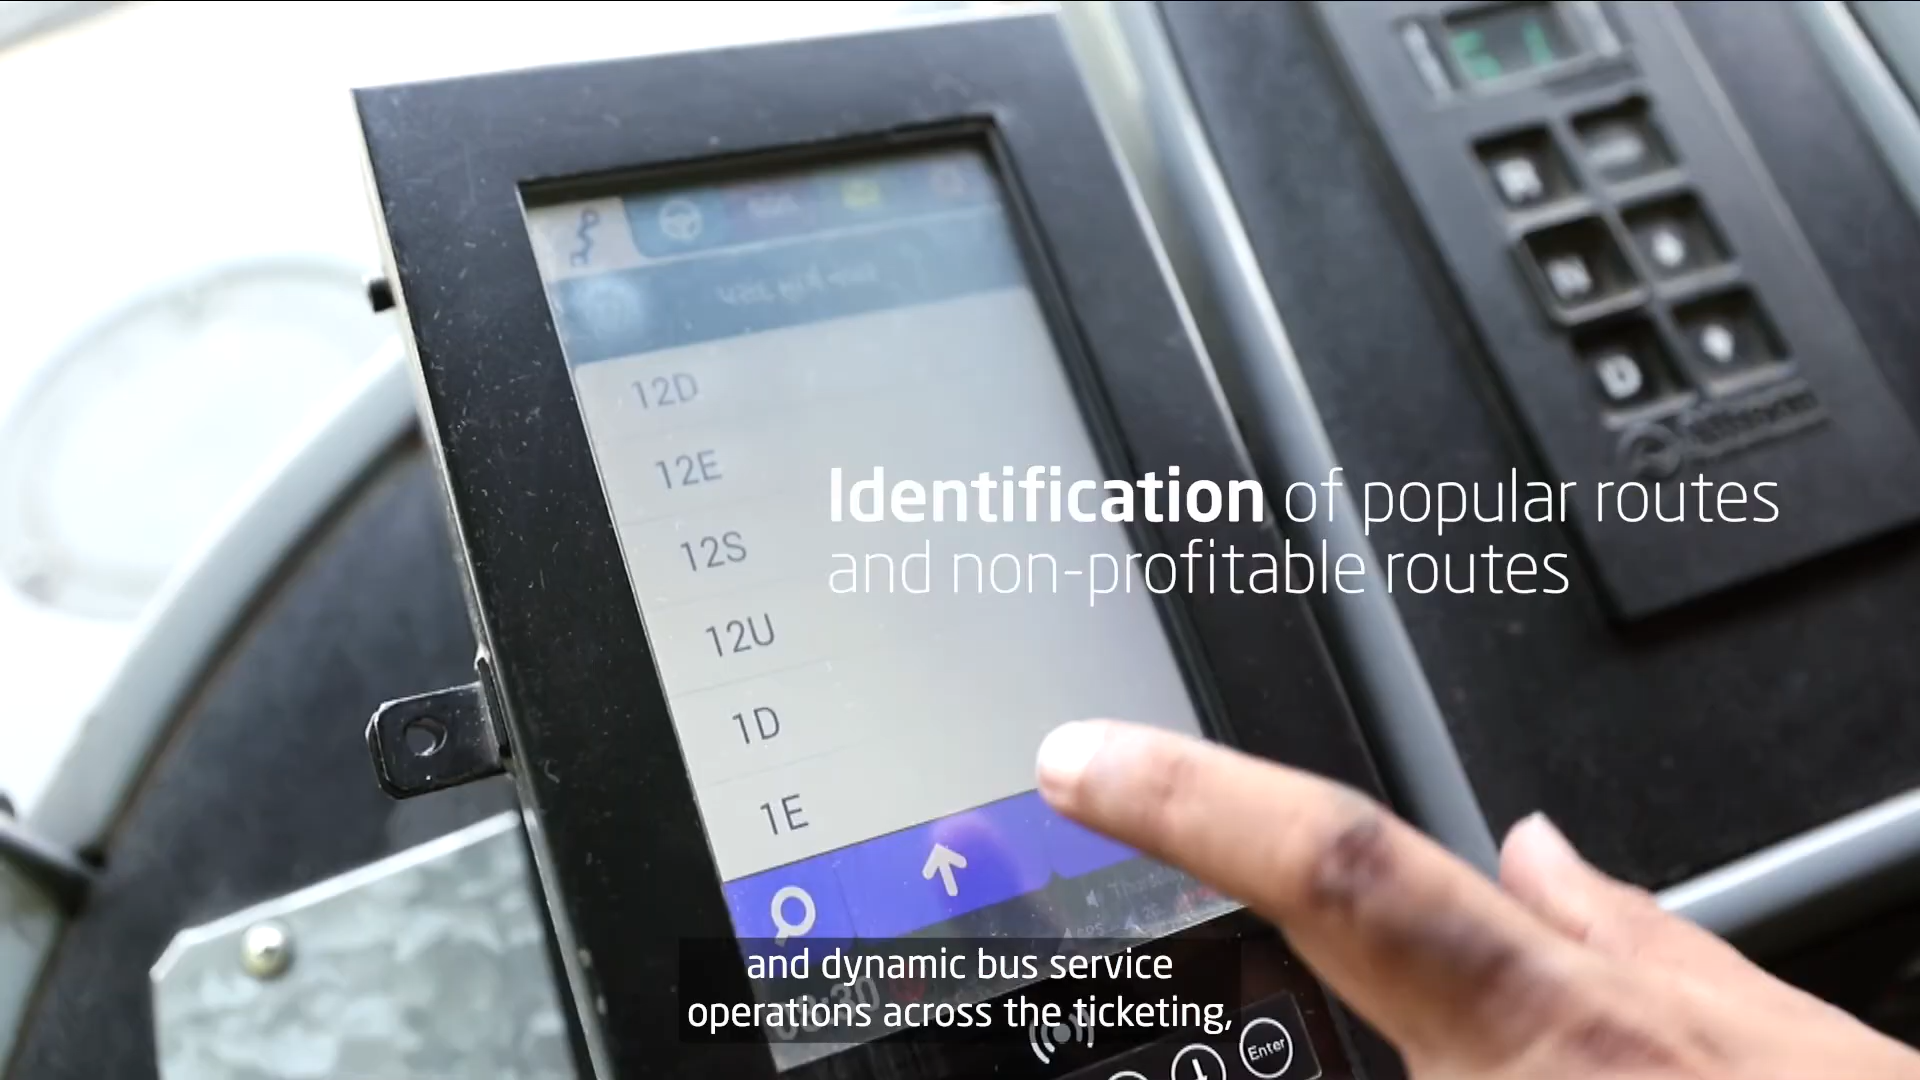 12D
12E
12S
12U
1D
1E
Identification of popular routes
and non-profitable routes
R
N
D
and dynamic bus service
operations across the ticketing,
Enter